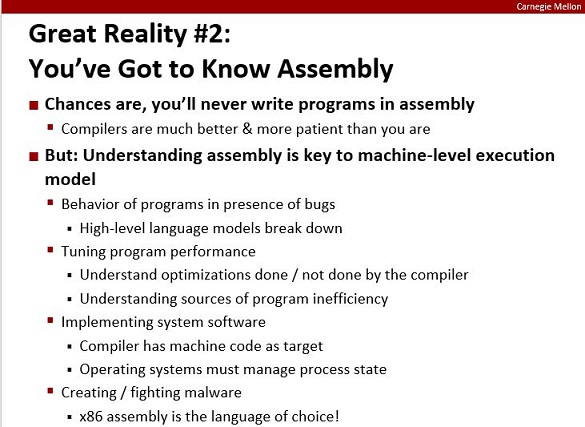 Carnegie Mellon
Great Reality #2:
You've Got to Know Assembly
Chances are, you'll never write programs in assembly
Compilers are much better & more patient than you are
But: Understanding assembly is key to machine-level execution
model
Behavior of programs in presence of bugs
High-level language models break down
Tuning program performance
Understand optimizations done / not done by the compiler
Understanding sources of program inefficiency
Implementing system software
Compiler has machine code as target
Operating systems must manage process state
Creating / fighting malware
x86 assembly is the language of choice!